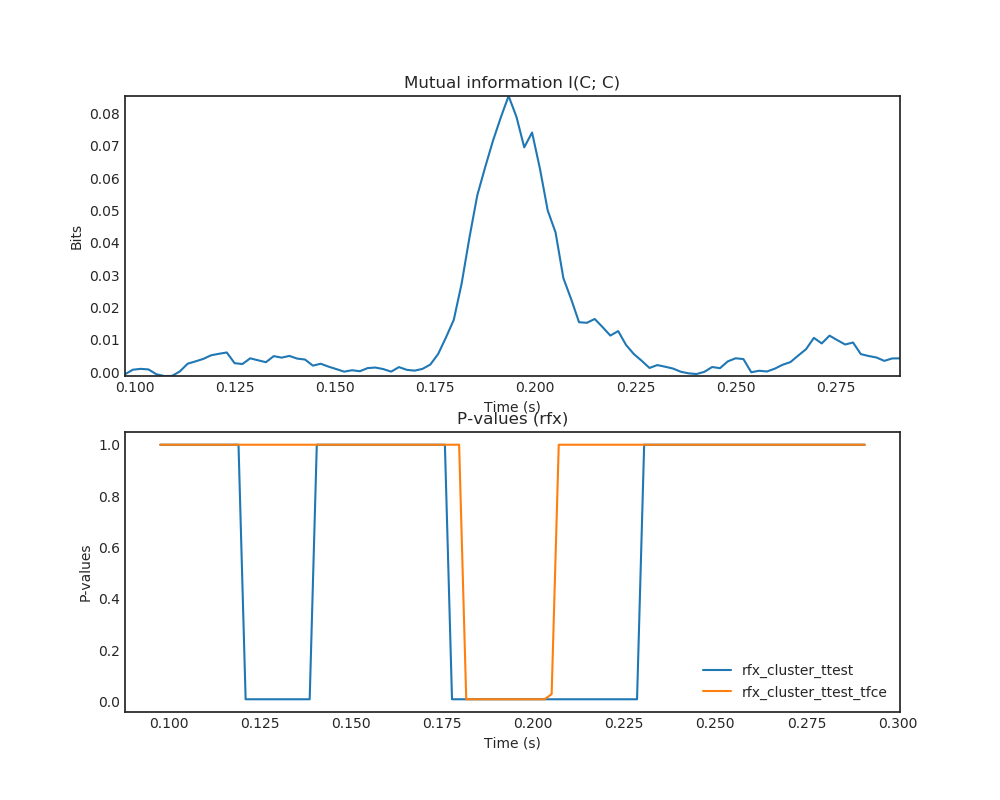 Mutual information I(C; C)
0.08
0.07
0.06
0.05
0.04
0.03
0.02
0.01
0.00
Bits
0.100 0.125 0.150 0.175 0.200 0.225 0.250 0.275
Time (s)
P-values (rfx)
1.0
0.8
0.6
0.4
0.2
0.0
P-values
rfx_cluster_ttest
rfx_cluster_ttest_tfce
0.100 0.125 0.150 0.175 0.200 0.225 0.250 0.275 0.300
Time (s)